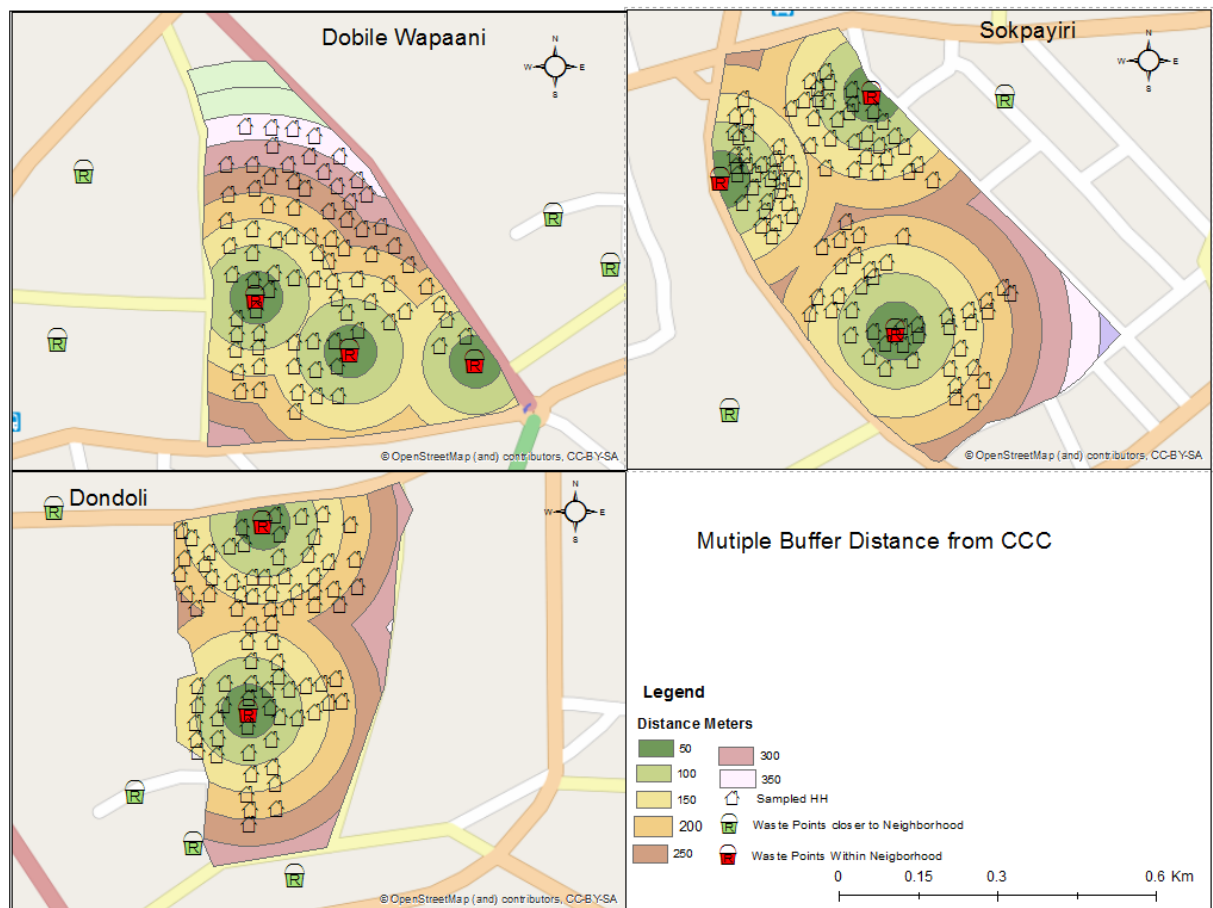 Dobile Wapaani
N
W E
S
© OpenStreetMap (and) contributors, CC-BY-SA
Sokpayiri
N
W E
S
© OpenStreetMap (and) contributors, CC-BY-SA
Dondoli
N
W E
S
© OpenStreetMap (and) contributors, CC-BY-SA
Mutiple Buffer Distance from CCC
Legend
Distance Meters
50
100
150
200
250
300
350
Sampled HH
R Waste Points closer to Neighborhood
R Waste Points Within Neigborhood
0 0.15 0.3 0.6 Km